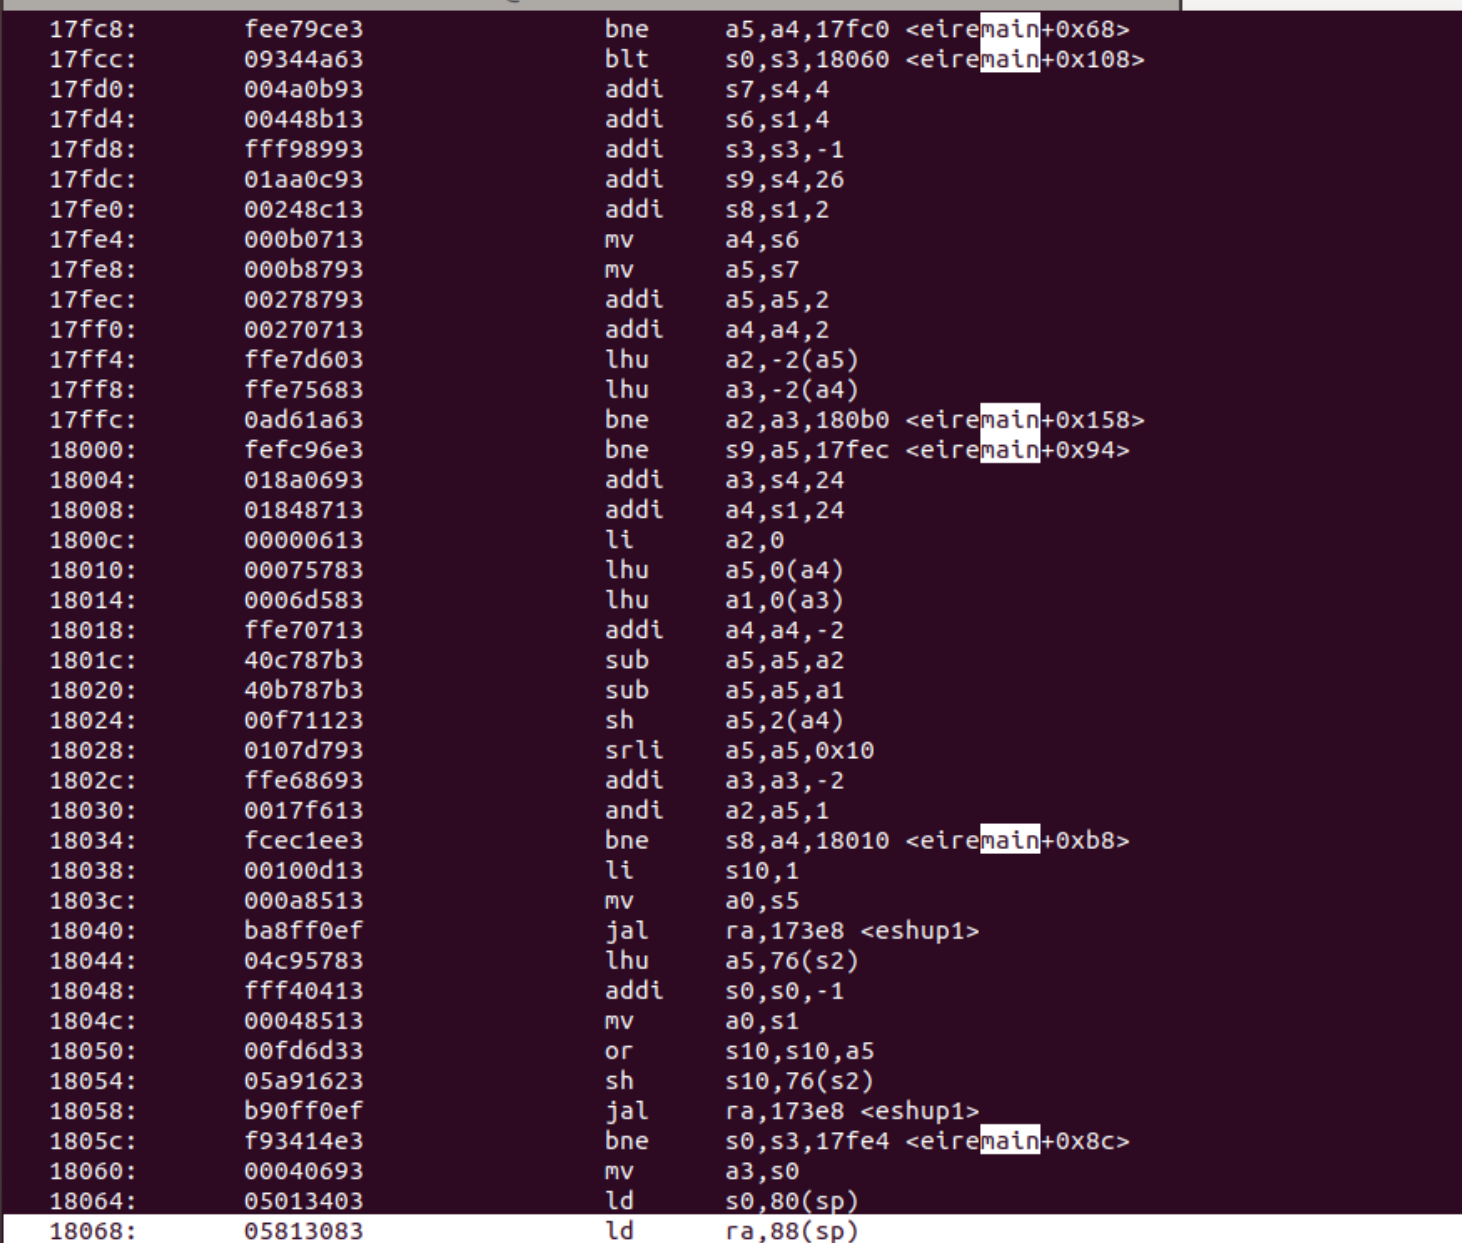 17fc8: fee79ce3 bne a5,a4,17fc0 <eiremain+0x68>
17fcc: 09344a63 blt s0,s3,18060 <eiremain+0x108>
17fd0: 004a0b93 addi s7,s4,4
17fd4: 00448b13 addi s6,s1,4
17fd8: fff98993 addi s3,s3,-1
17fdc: 01aa0c93 addi s9,s4,26
17fe0: 00248c13 addi s8,s1,2
17fe4: 000b0713 mv a4,s6
17fe8: 000b8793 mv a5,s7
17fec: 00278793 addi a5,a5,2
17ff0: 00270713 addi a4,a4,2
17ff4: ffe7d603 lhu a2,-2(a5)
17ff8: ffe75683 lhu a3,-2(a4)
17ffc: 0ad61a63 bne a2,a3,180b0 <eiremain+0x158>
18000: fefc96e3 bne s9,a5,17fec <eiremain+0x94>
18004: 018a0693 addi a3,s4,24
18008: 01848713 addi a4,s1,24
1800c: 00000613 li a2,0
18010: 00075783 lhu a5,0(a4)
18014: 0006d583 lhu a1,0(a3)
18018: ffe70713 addi a4,a4,-2
1801c: 40c787b3 sub a5,a5,a2
18020: 40b787b3 sub a5,a5,a1
18024: 00f71123 sh a5,2(a4)
18028: 0107d793 srli a5,a5,0x10
1802c: ffe68693 addi a3,a3,-2
18030: 0017f613 andi a2,a5,1
18034: fcec1ee3 bne s8,a4,18010 <eiremain+0xb8>
18038: 00100d13 li s10,1
1803c: 000a8513 mv a0,s5
18040: ba8ff0ef jal ra,173e8 <eshup1>
18044: 04c95783 lhu a5,76(s2)
18048: fff40413 addi s0,s0,-1
1804c: 00048513 mv a0,s1
18050: 00fd6d33 or s10,s10,a5
18054: 05a91623 sh s10,76(s2)
18058: b90ff0ef jal ra,173e8 <eshup1>
1805c: f93414e3 bne s0,s3,17fe4 <eiremain+0x8c>
18060: 00040693 mv a3,s0
18064: 05013403 ld s0,80(sp)
18068: 05813083 ld ra,88(sp)